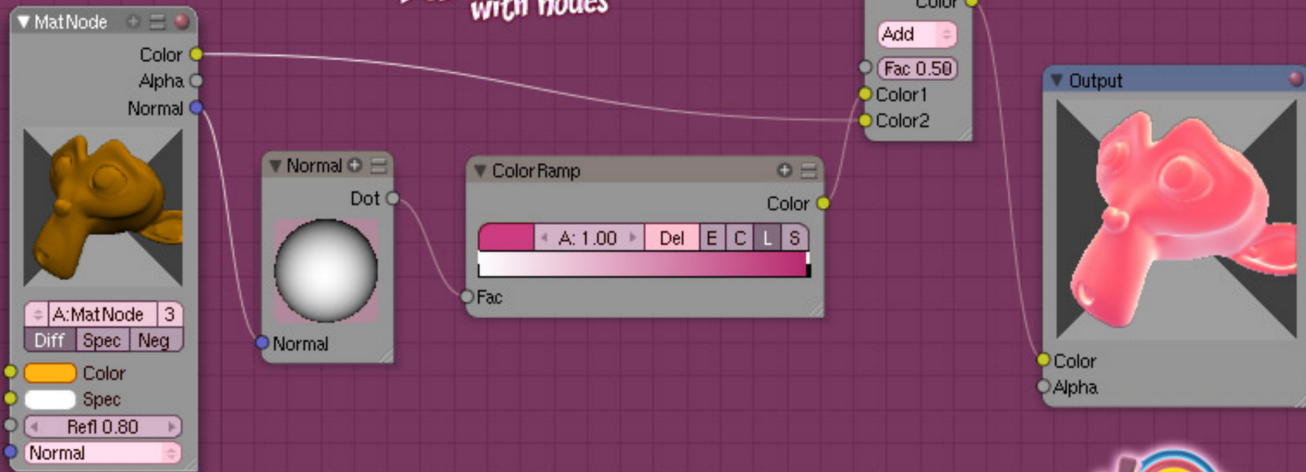 with nodes
MatNode
Color
Alpha
Normal
A:MatNode 3
Diff Spec Neg
Color
Spec
Refl 0.80
Normal
Normal
Dot
Normal
ColorRamp
Color
A: 1.00 Del E C L S
Fac
Color
Add
Fac 0.50
Color1
Color2
Output
Color
Alpha